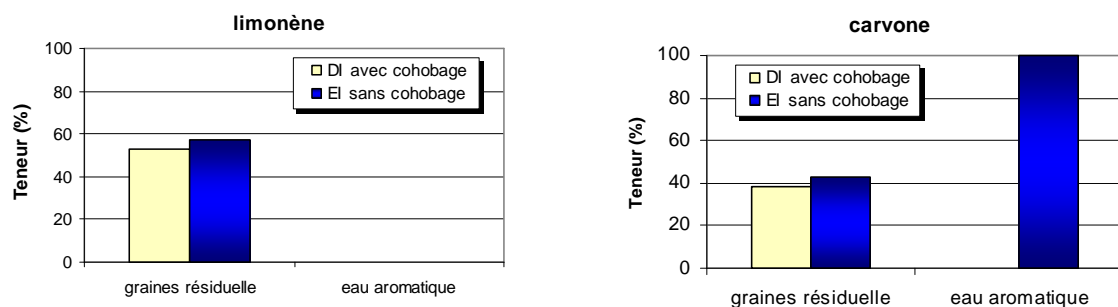 limonène
100
80
60
40
20
0
Teneur (%)
DI avec cohobage
EI sans cohobage
graines résiduelle
eau aromatique
carvone
100
80
60
40
20
0
Teneur (%)
DI avec cohobage
EI sans cohobage
graines résiduelle
eau aromatique